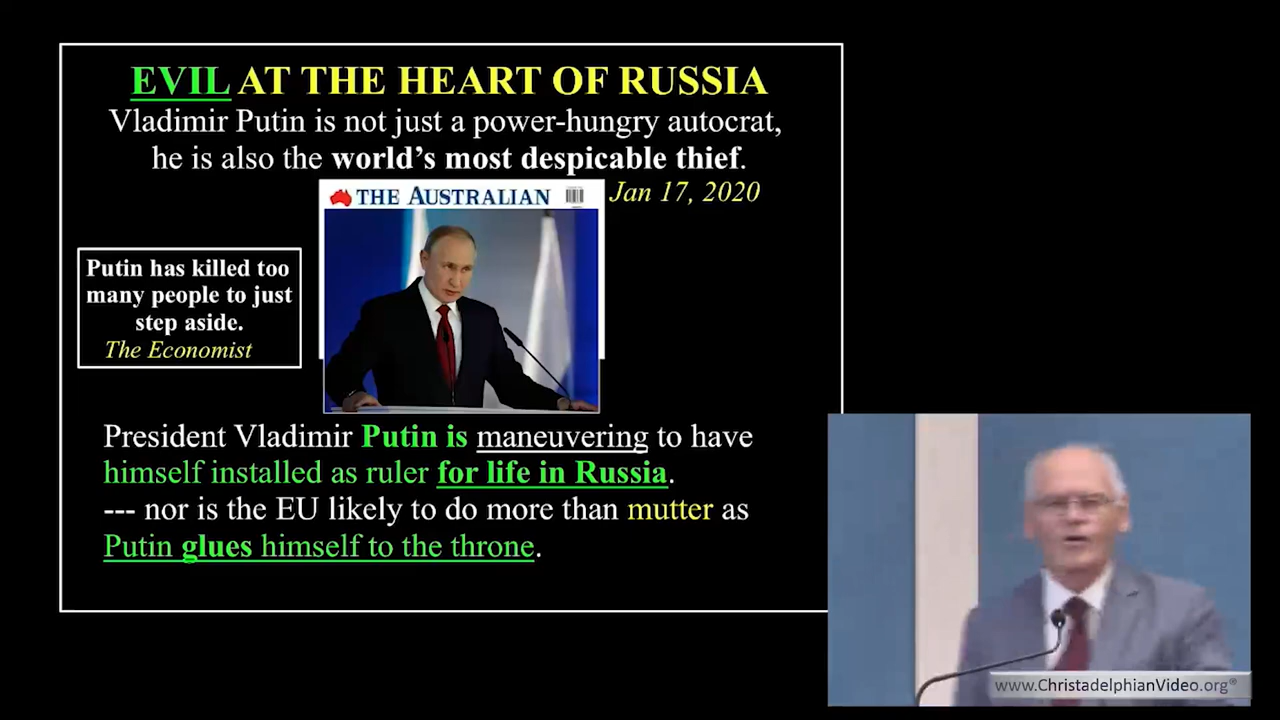 EVIL AT THE HEART OF RUSSIA
Vladimir Putin is not just a power-hungry autocrat,
he is also the world's most despicable thief.
THE AUSTRALIAN
Jan 17, 2020
Putin has killed too
many people to just
step aside.
The Economist
President Vladimir Putin is maneuvering to have
himself installed as ruler for life in Russia.
--- nor is the EU likely to do more than mutter as
Putin glues himself to the throne.
www.ChristadelphianVideo.org®